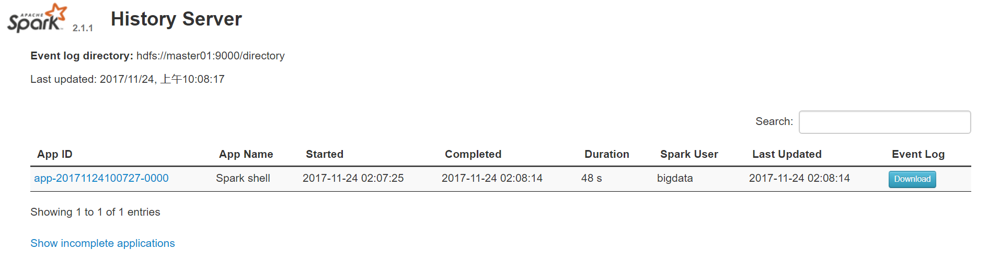 APACHE
Spark™ 2.1.1 History Server
Event log directory: hdfs://master01:9000/directory
Last updated: 2017/11/24, 上午10:08:17
Search:
App ID App Name Started Completed Duration Spark User Last Updated Event Log
app-20171124100727-0000 Spark shell 2017-11-24 02:07:25 2017-11-24 02:08:14 48 s bigdata 2017-11-24 02:08:14 Download
Showing 1 to 1 of 1 entries
Show incomplete applications